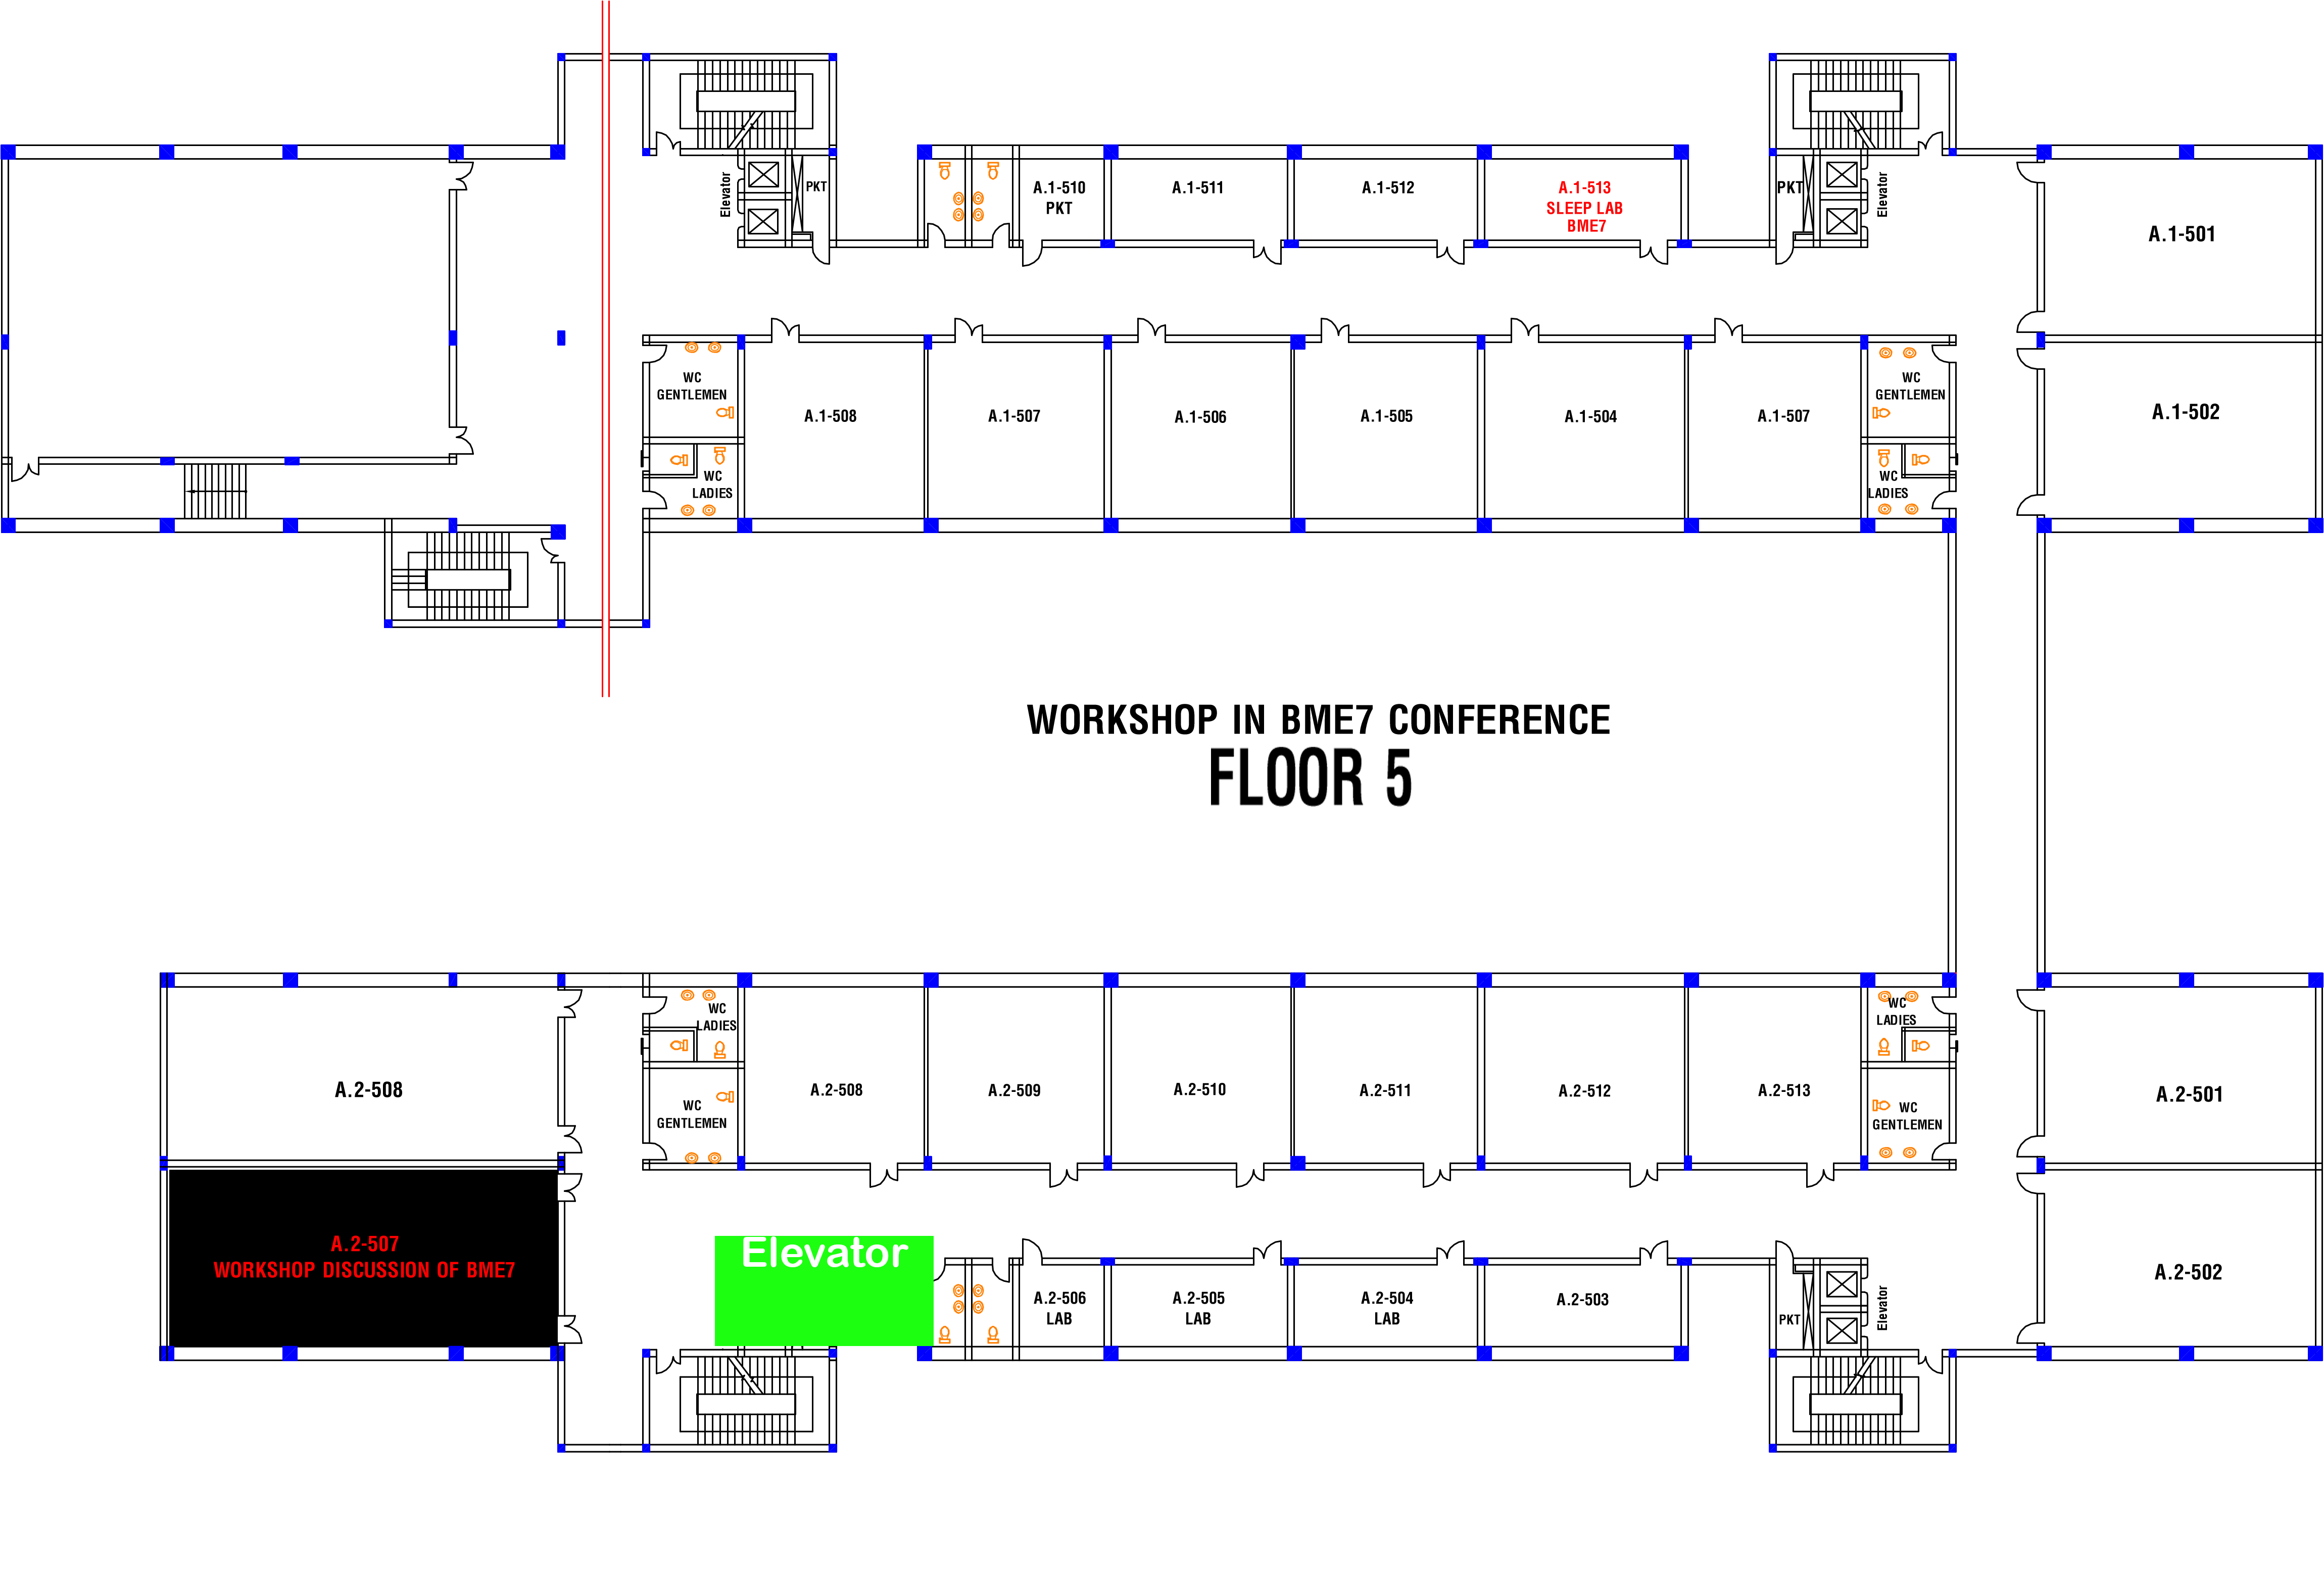 Elevator
PKT
A.1-510
PKT
A.1-511
A.1-512
A.1-513
SLEEP LAB
BME7
PKT
Elevator
A.1-501
WC
GENTLEMEN
WC
LADIES
A.1-508
A.1-507
A.1-506
A.1-505
A.1-504
A.1-507
WC
GENTLEMEN
WC
LADIES
A.1-502
WORKSHOP IN BME7 CONFERENCE
FLOOR 5
A.2-508
WC
LADIES
WC
GENTLEMEN
A.2-508
A.2-509
A.2-510
A.2-511
A.2-512
A.2-513
WC
LADIES
WC
GENTLEMEN
A.2-501
A.2-507
WORKSHOP DISCUSSION OF BME7
Elevator
A.2-506
LAB
A.2-505
LAB
A.2-504
LAB
A.2-503
PKT
Elevator
A.2-502